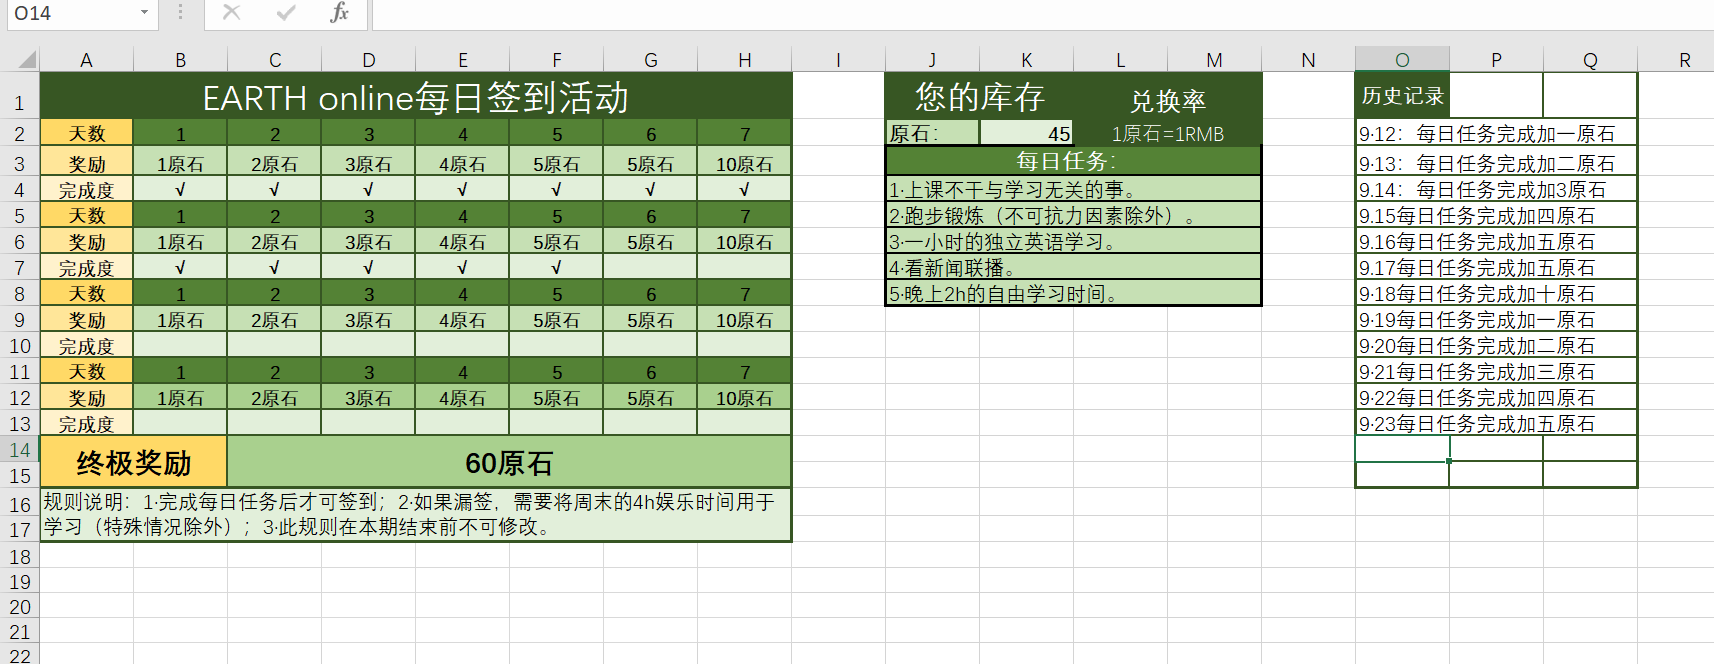 O14
fx
A B C D E F G H I J K L M N O P Q R
1 EARTH online每日签到活动 您的库存 兑换率 历史记录
2 天数 1 2 3 4 5 6 7 原石： 45 1原石=1RMB 9·12：每日任务完成加一原石
3 奖励 1原石 2原石 3原石 4原石 5原石 5原石 10原石 每日任务： 9·13：每日任务完成加二原石
4 完成度 √ √ √ √ √ √ √ 1·上课不干与学习无关的事。 9.14：每日任务完成加3原石
5 天数 1 2 3 4 5 6 7 2·跑步锻炼（不可抗力因素除外）。 9.15每日任务完成加四原石
6 奖励 1原石 2原石 3原石 4原石 5原石 5原石 10原石 3·一小时的独立英语学习。 9.16每日任务完成加五原石
7 完成度 √ √ √ √ √ 4·看新闻联播。 9.17每日任务完成加五原石
8 天数 1 2 3 4 5 6 7 5·晚上2h的自由学习时间。 9·18每日任务完成加十原石
9 奖励 1原石 2原石 3原石 4原石 5原石 5原石 10原石 9·19每日任务完成加一原石
10 完成度 9·20每日任务完成加二原石
11 天数 1 2 3 4 5 6 7 9·21每日任务完成加三原石
12 奖励 1原石 2原石 3原石 4原石 5原石 5原石 10原石 9·22每日任务完成加四原石
13 完成度 9·23每日任务完成加五原石
14 终极奖励 60原石
15
16 规则说明：1·完成每日任务后才可签到；2·如果漏签，需要将周末的4h娱乐时间用于
17 学习（特殊情况除外）；3·此规则在本期结束前不可修改。
18
19
20
21
22